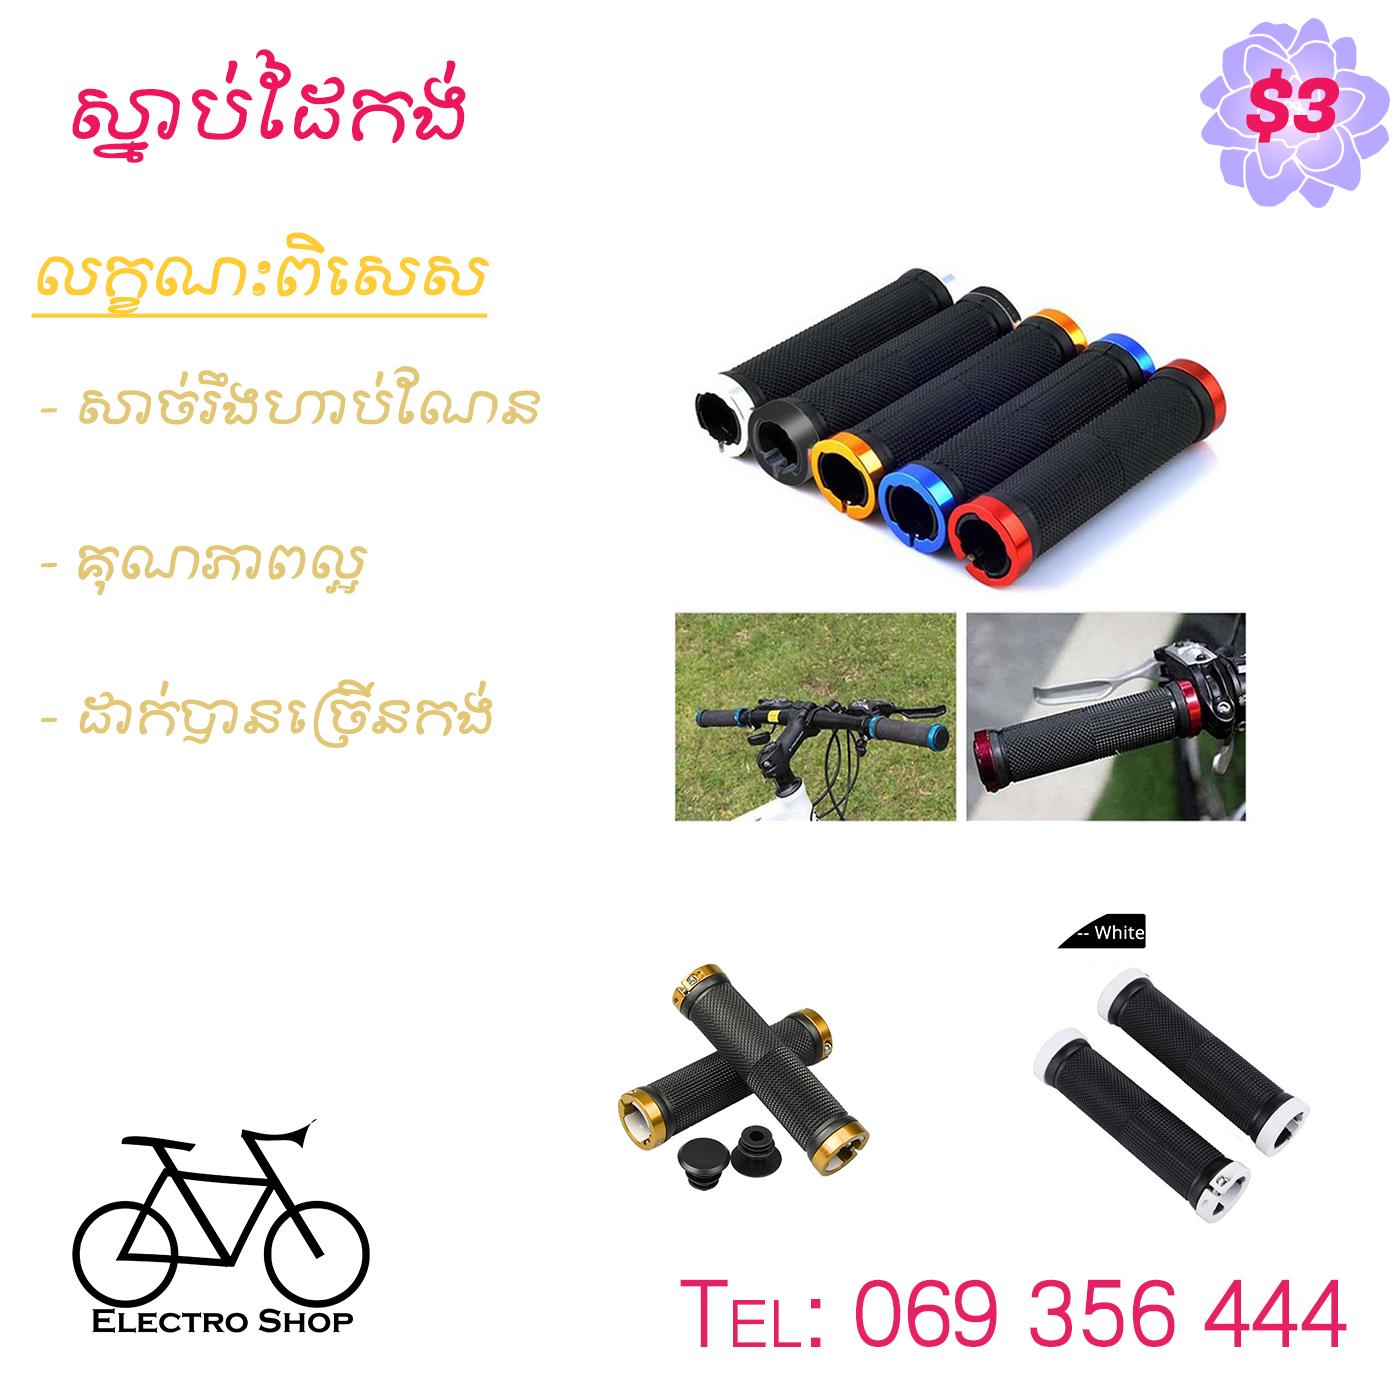 ស្នាប់ដៃកង់
$3
លក្ខណៈពិសេស
- សាច់រឹងហាប់ណែន
- គុណភាពល្អ
- ដាក់បានច្រើនកង់
-- White
ELECTRO SHOP
TEL: 069 356 444